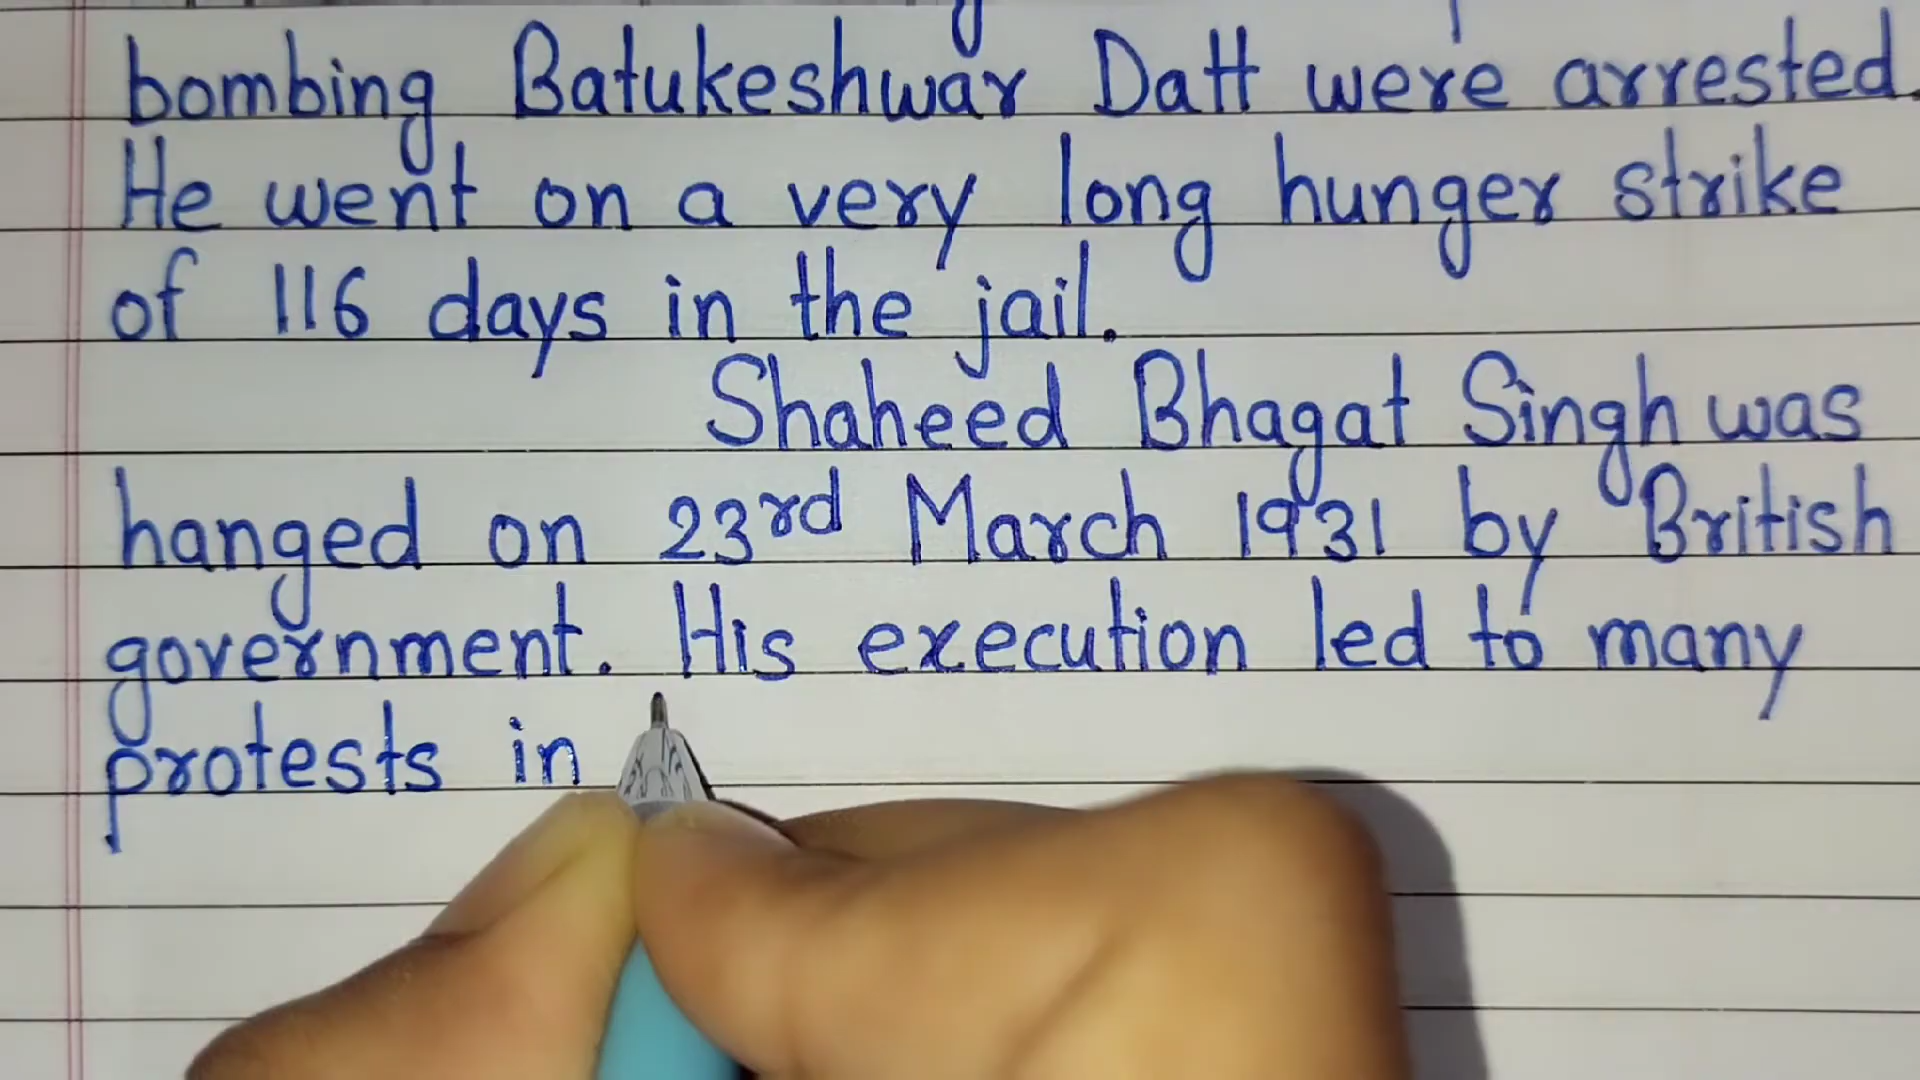 bombing Batukeshwar Datt were arrested.
He went on a very long hunger strike
of 116 days in the jail.
Shaheed Bhagat Singh was
hanged on 23rd March 1931 by British
government. His execution led to many
protests in